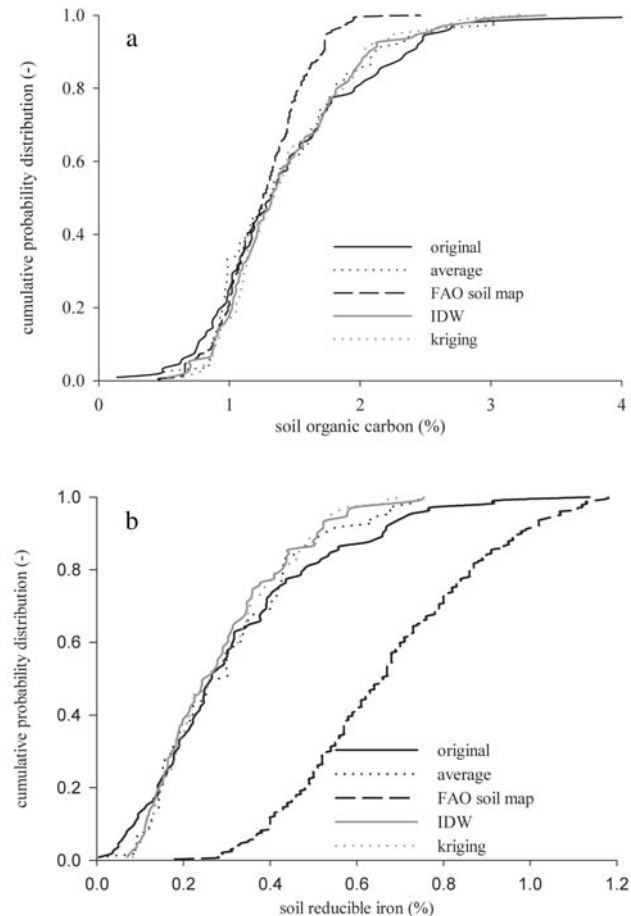 a
1.0
0.8
0.6
0.4
0.2
0.0
cumulative probability distribution (-)
original
average
FAO soil map
IDW
kriging
0 1 2 3 4
soil organic carbon (%)
b
1.0
0.8
0.6
0.4
0.2
0.0
cumulative probability distribution (-)
original
average
FAO soil map
IDW
kriging
0.0 0.2 0.4 0.6 0.8 1.0 1.2
soil reducible iron (%)